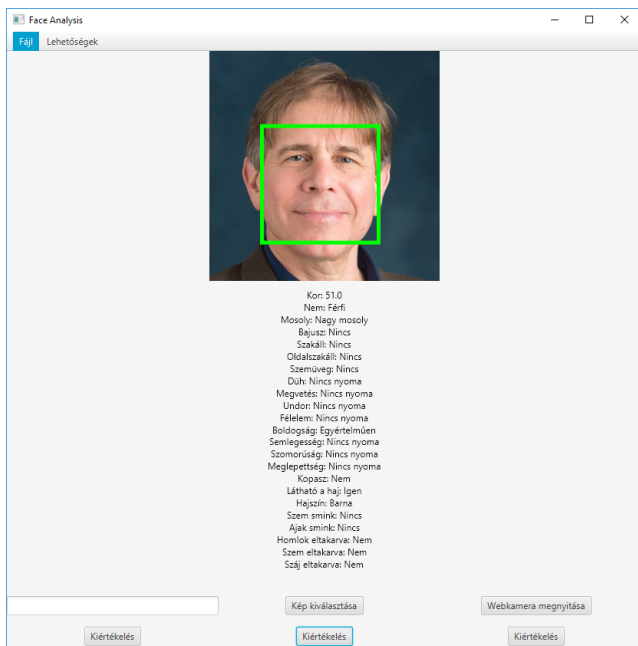 Face Analysis
Fájl Lehetőségek
Kor: 51.0
Nem: Férfi
Mosoly: Nagy mosoly
Bajusz: Nincs
Szakáll: Nincs
Oldalszakáll: Nincs
Szemüveg: Nincs
Düh: Nincs nyoma
Megvetés: Nincs nyoma
Undor: Nincs nyoma
Félelem: Nincs nyoma
Boldogság: Egyértelműen
Semlegesség: Nincs nyoma
Szomorúság: Nincs nyoma
Meglepettség: Nincs nyoma
Kopasz: Nem
Látható a haj: Igen
Hajszín: Barna
Szem smink: Nincs
Ajak smink: Nincs
Homlok eltakarva: Nem
Szem eltakarva: Nem
Száj eltakarva: Nem
Kép kiválasztása Webkamera megnyitása
Kiértékelés Kiértékelés Kiértékelés